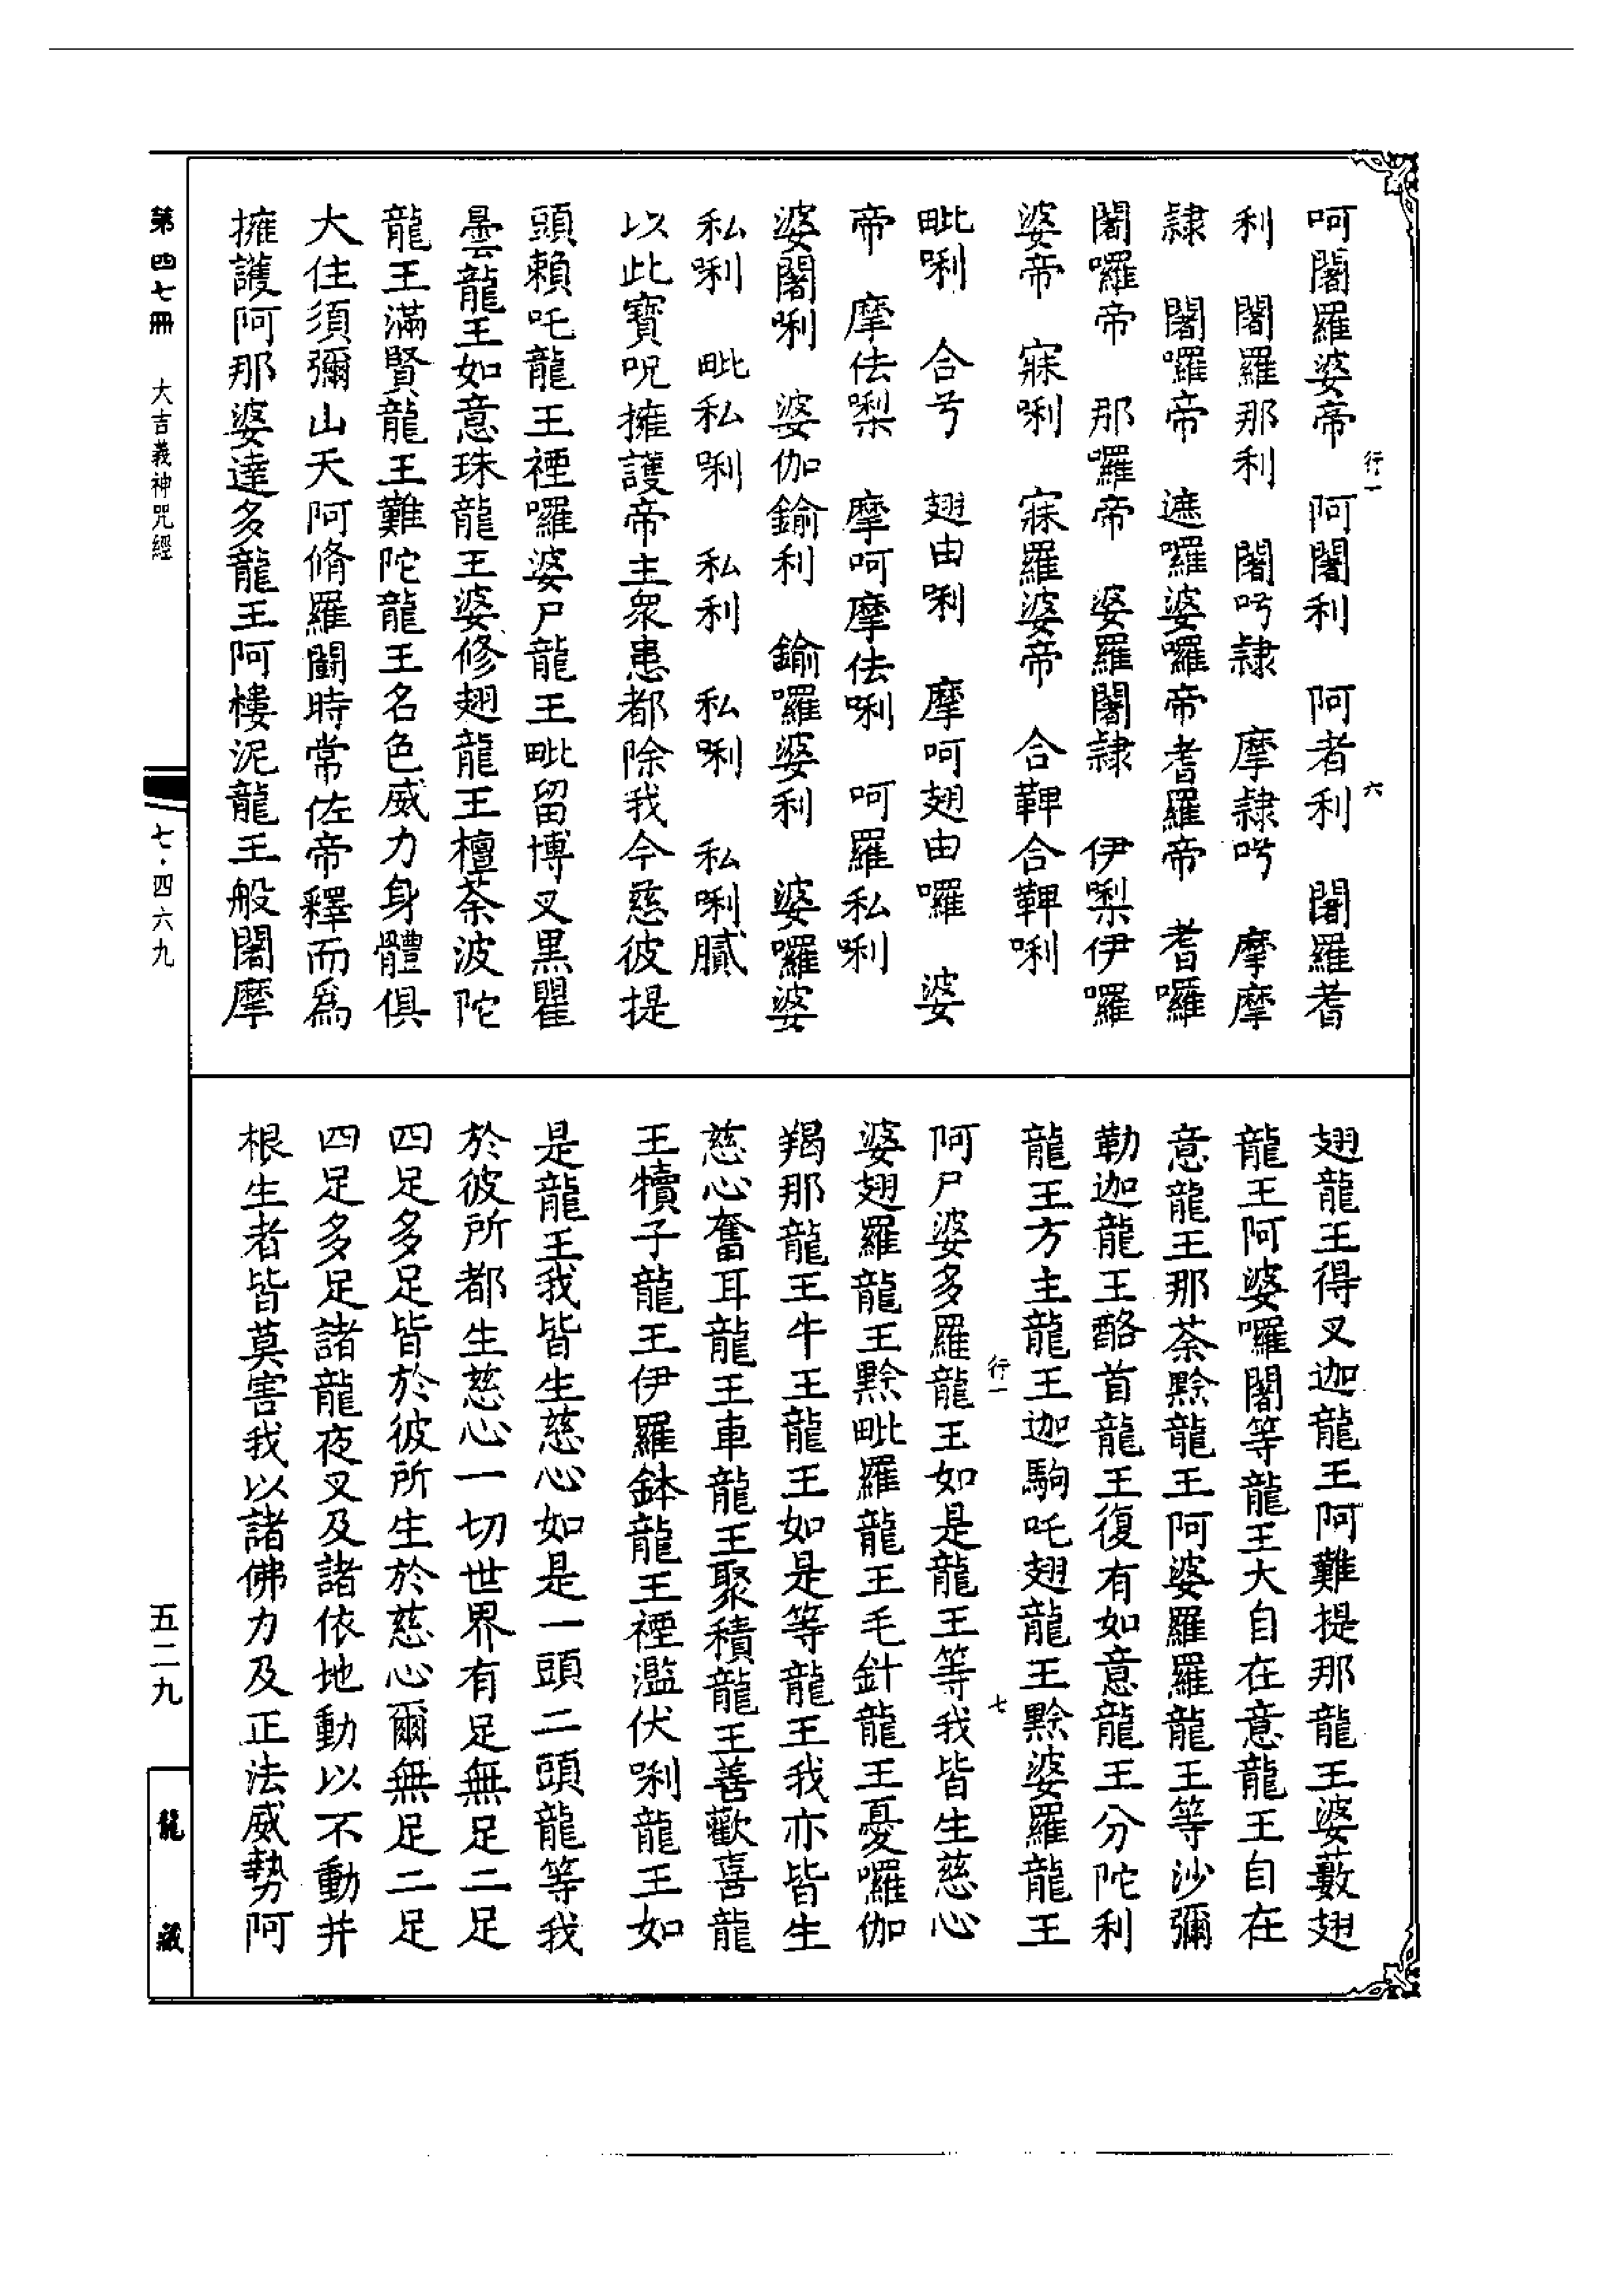 呵闍羅婆帝　阿闍利　阿者利　闍羅耆
利　闍羅那利　闍𠰷隷　摩隷𠰷　摩摩
隷　闍囉帝　遮囉婆囉帝耆羅帝　耆囉
闍囉帝　那囉帝　婆羅闍隷　伊㗚伊囉
婆帝　寐唎　寐羅婆帝　合鞞合鞞唎
毗唎　合兮　翅由唎　摩呵翅由囉　婆
帝　摩佉㗚　摩呵摩佉唎　呵羅私唎
婆闍唎　婆伽鍮利　鍮囉婆利　婆囉婆
私唎　毗私唎　私利　私唎　私唎膩
以此寶呪擁護帝主衆患都除我今慈彼提
頭賴吒龍王禋囉婆尸龍王毗留博叉黑瞿
曇龍王如意珠龍王婆修翅龍王檀荼波陀
龍王滿賢龍王難陀龍王名色威力身體俱
大住須彌山天阿脩羅鬪時常佐帝釋而爲
擁護阿那婆達多龍王阿樓泥龍王般闍摩
翅龍王得叉迦龍王阿難提那龍王婆藪翅
龍王阿婆囉闍等龍王大自在意龍王自在
意龍王那荼黔龍王阿婆羅羅龍王等沙彌
勒迦龍王酪首龍王復有如意龍王分陀利
龍王方主龍王迦駒吒翅龍王黔婆羅龍王
阿尸婆多羅龍王如是龍王等我皆生慈心
婆翅羅龍王黔毗羅龍王毛針龍王憂囉伽
羯那龍王牛王龍王如是等龍王我亦皆生
慈心奮耳龍王車龍王聚積龍王善歡喜龍
王犢子龍王伊羅鉢龍王禋濫伏唎龍王如
是龍王我皆生慈心如是一頭二頭龍等我
於彼所都生慈心一切世界有足無足二足
四足多足皆於彼所生於慈心爾無足二足
四足多足諸龍夜叉及諸依地動以不動并
根生者皆莫害我以諸佛力及正法威勢阿
行一
六
行一
七
第四七冊　大吉義神咒經
七·四六九
五二九
龍藏